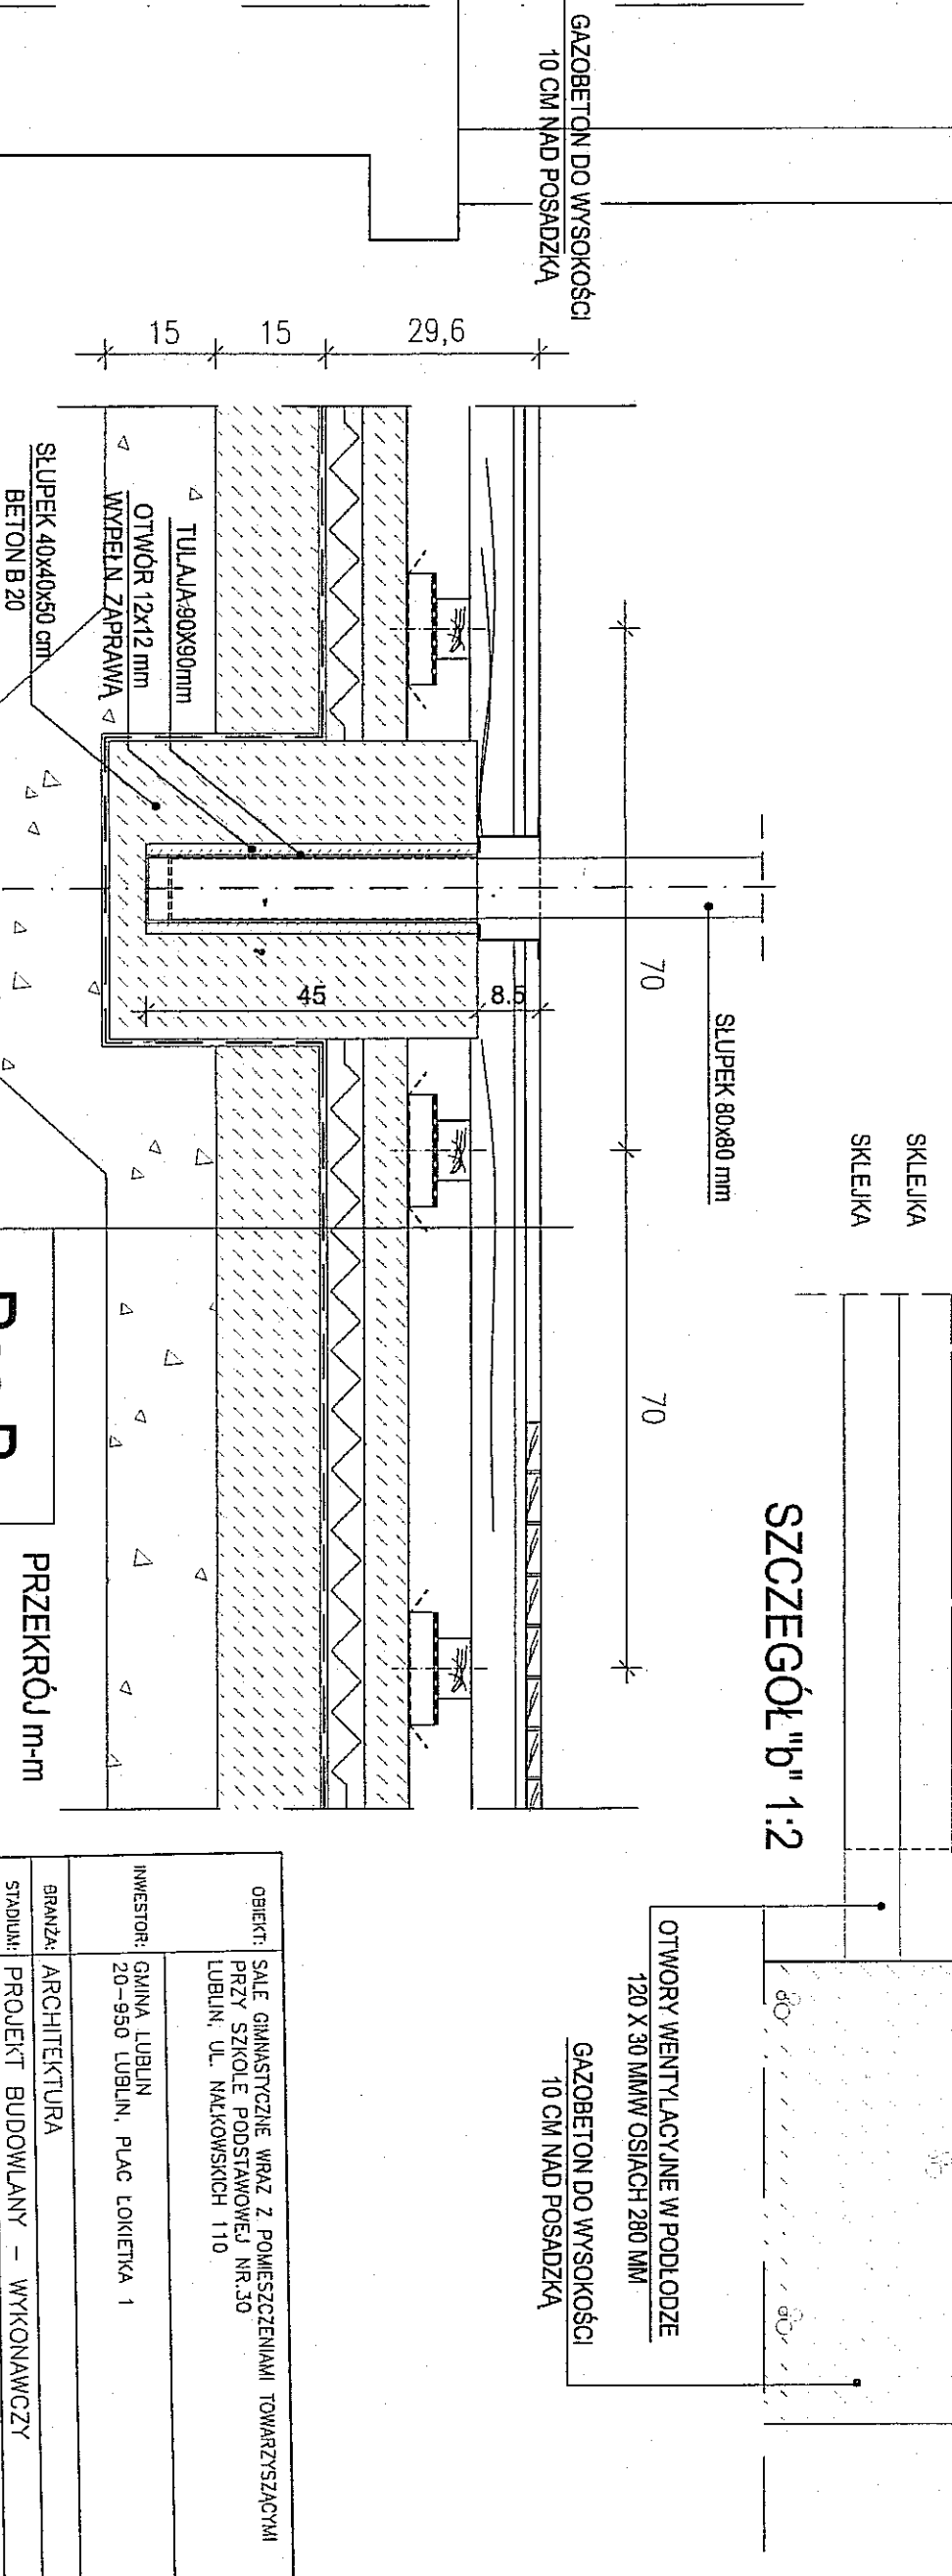 GAZOBETON DO WYSOKOŚCI
10 CM NAD POSADZKĄ
15
15
29,6
SŁUPEK 40x40x50 cm
BETON B 20
OTWÓR 12x12 mm
WYPEŁN. ZAPRAWĄ
TULAJA 90X90mm
45
8.5
70
70
SŁUPEK 80x80 mm
SKLEJKA
SKLEJKA
SZCZEGÓŁ "b" 1:2
OTWORY WENTYLACYJNE W PODŁODZE
120 X 30 MMW OSIACH 280 MM
GAZOBETON DO WYSOKOŚCI
10 CM NAD POSADZKĄ
PRZEKRÓJ m-m
OBIEKT: SALE GIMNASTYCZNE WRAZ Z POMIESZCZENIAMI TOWARZYSZĄCYMI
PRZY SZKOLE PODSTAWOWEJ NR.30
LUBLIN, UL. NAŁKOWSKICH 110
INWESTOR: GMINA LUBLIN
20-950 LUBLIN, PLAC ŁOKIETKA 1
BRANŻA: ARCHITEKTURA
STADIUM: PROJEKT BUDOWLANY - WYKONAWCZY